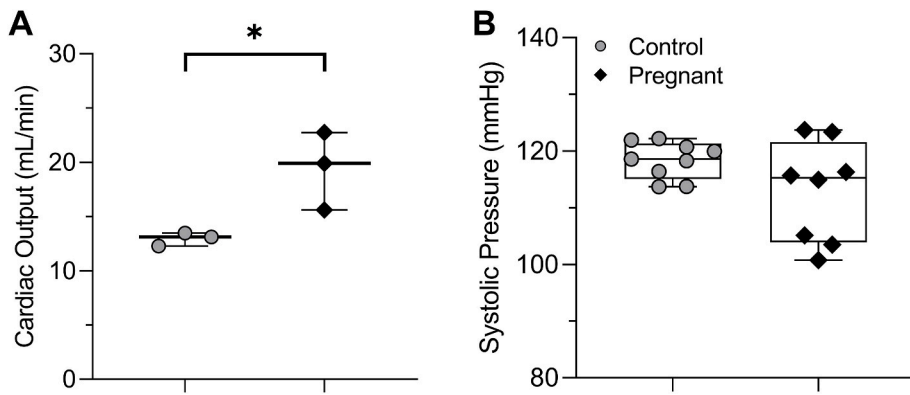 A
*
30
20
10
0
Cardiac Output (mL/min)
B
140
120
100
80
Systolic Pressure (mmHg)
Control
Pregnant